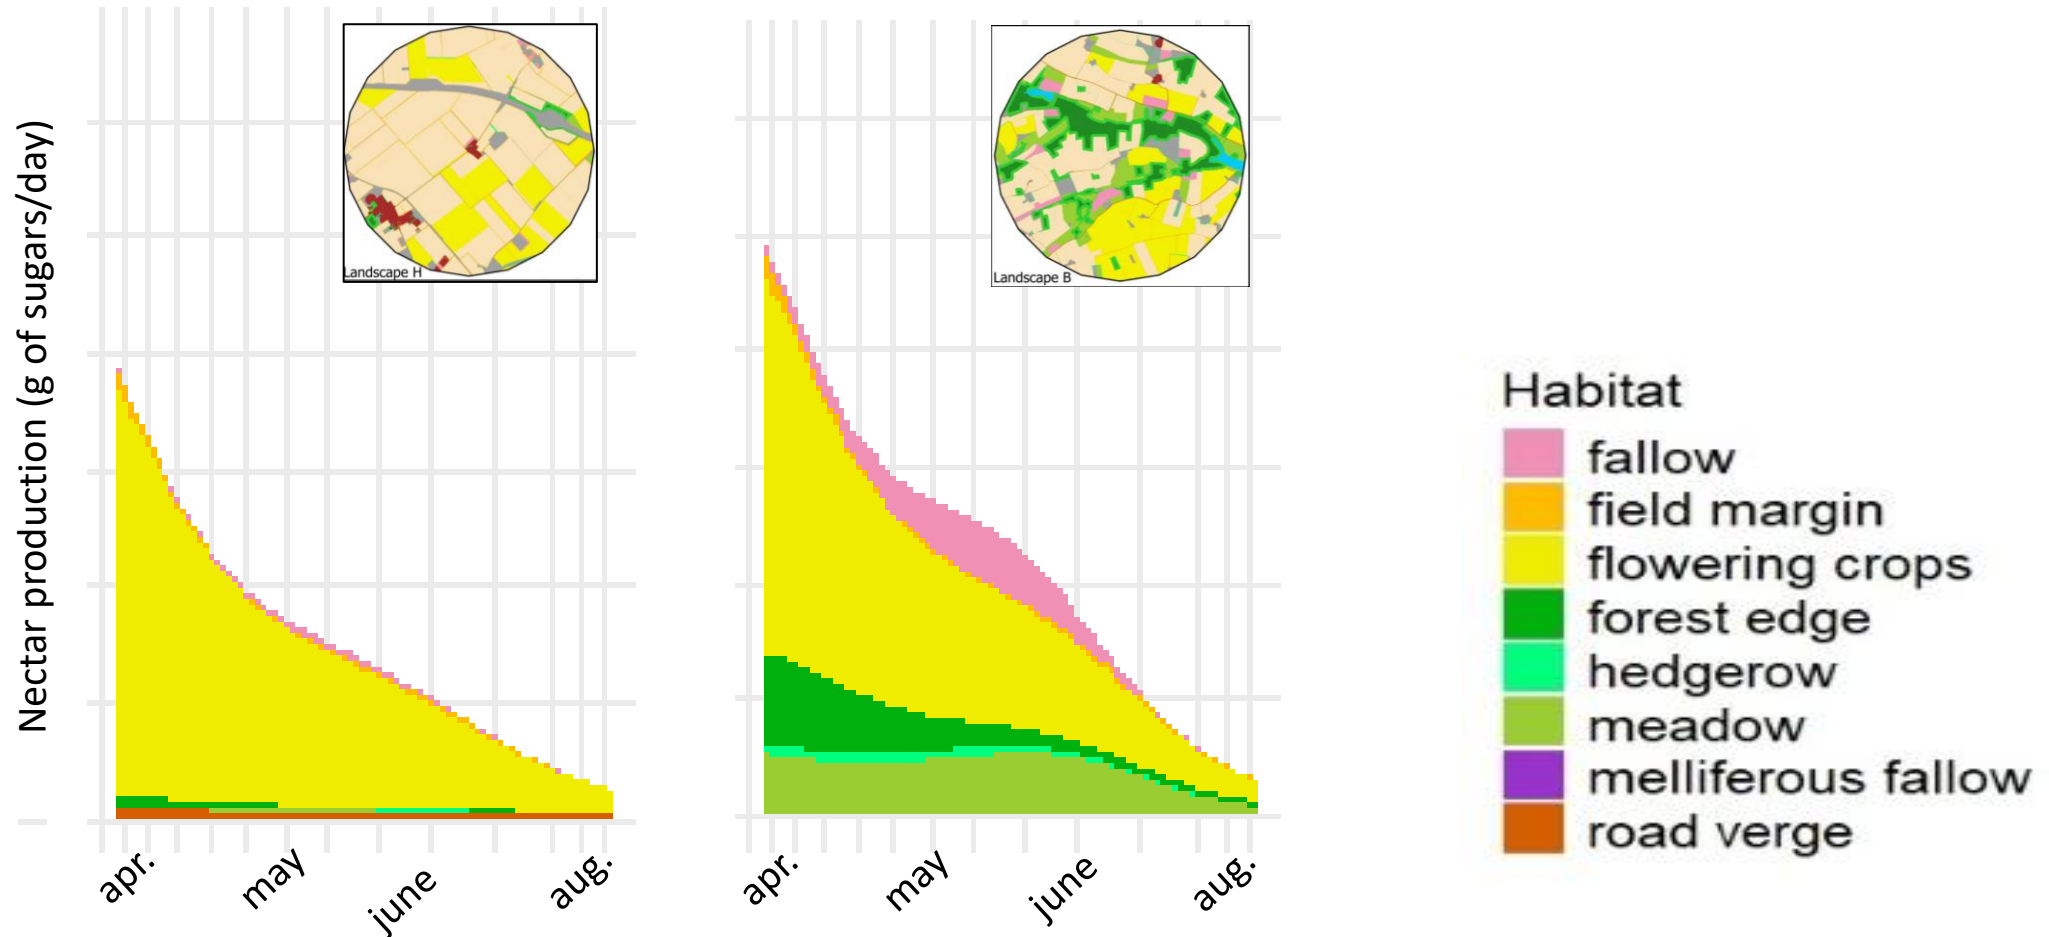 Nectar production (g of sugars/day)
Landscape H
apr.
may
june
aug.
Landscape B
apr.
may
june
aug.
Habitat
fallow
field margin
flowering crops
forest edge
hedgerow
meadow
melliferous fallow
road verge